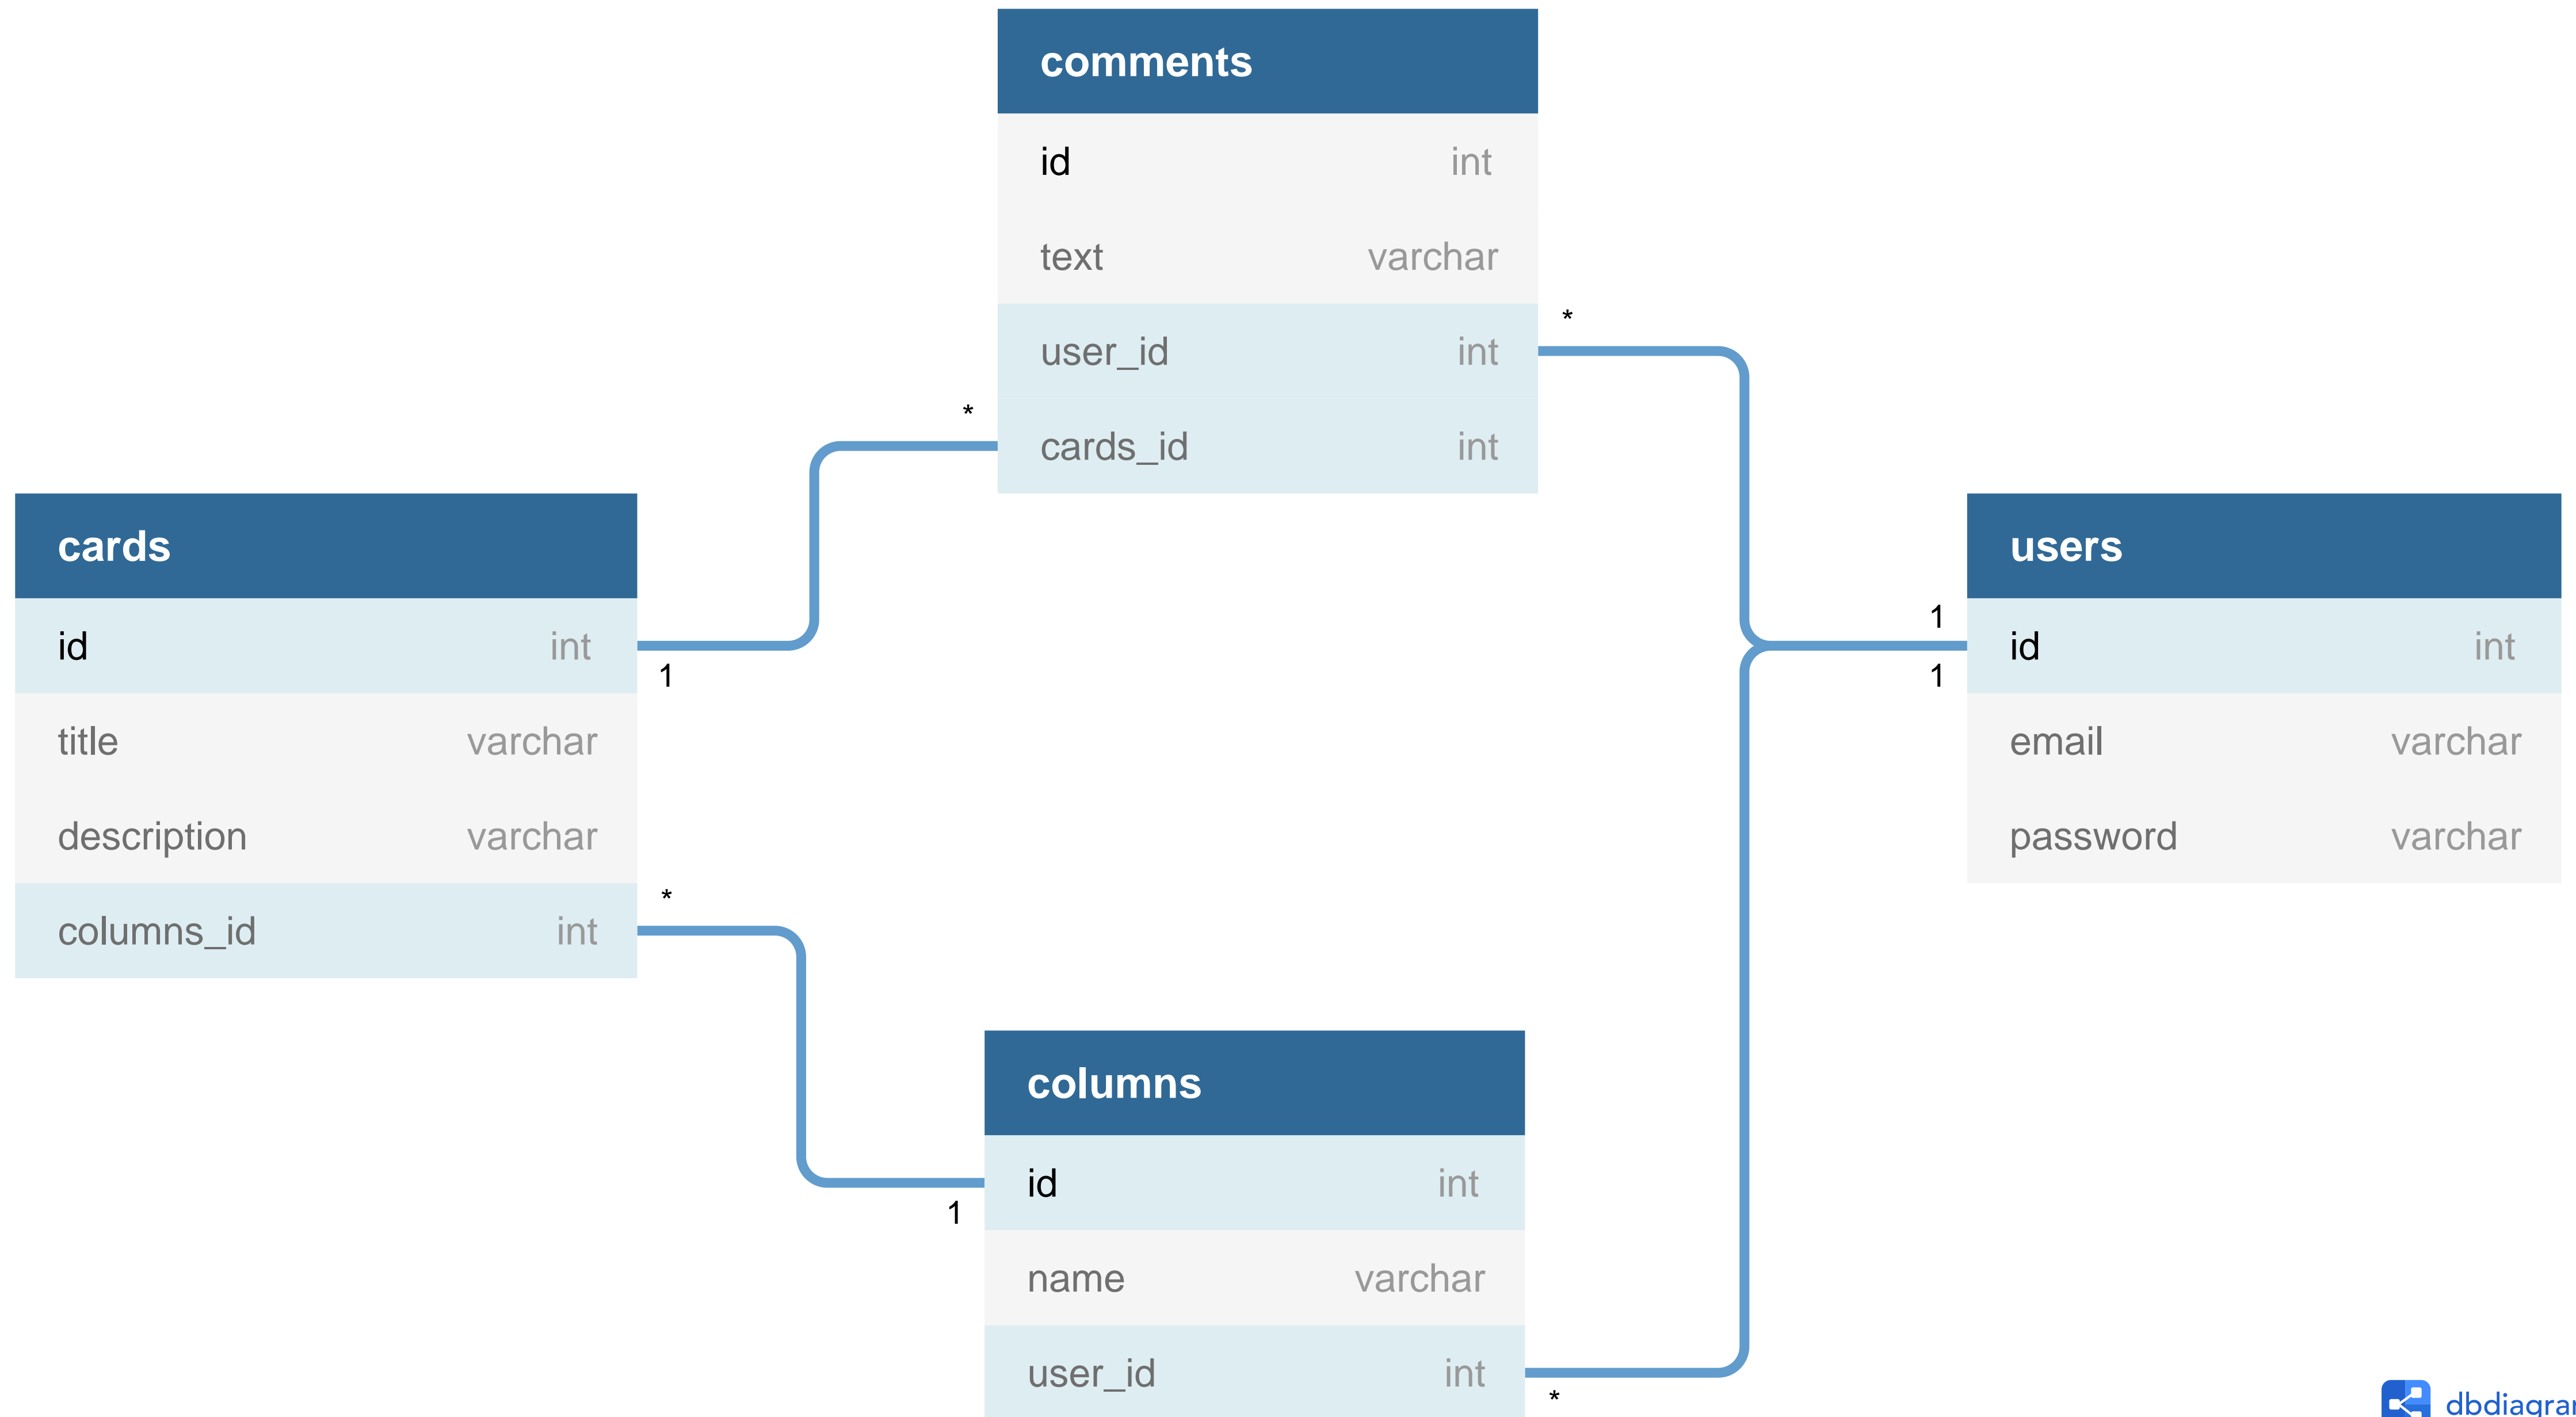 comments
id int
text varchar
*
user_id int
*
cards_id int
cards
id int
1
title varchar
description varchar
*
columns_id int
users
1
id int
1
email varchar
password varchar
columns
id int
1
name varchar
user_id int
*
dbdiagram